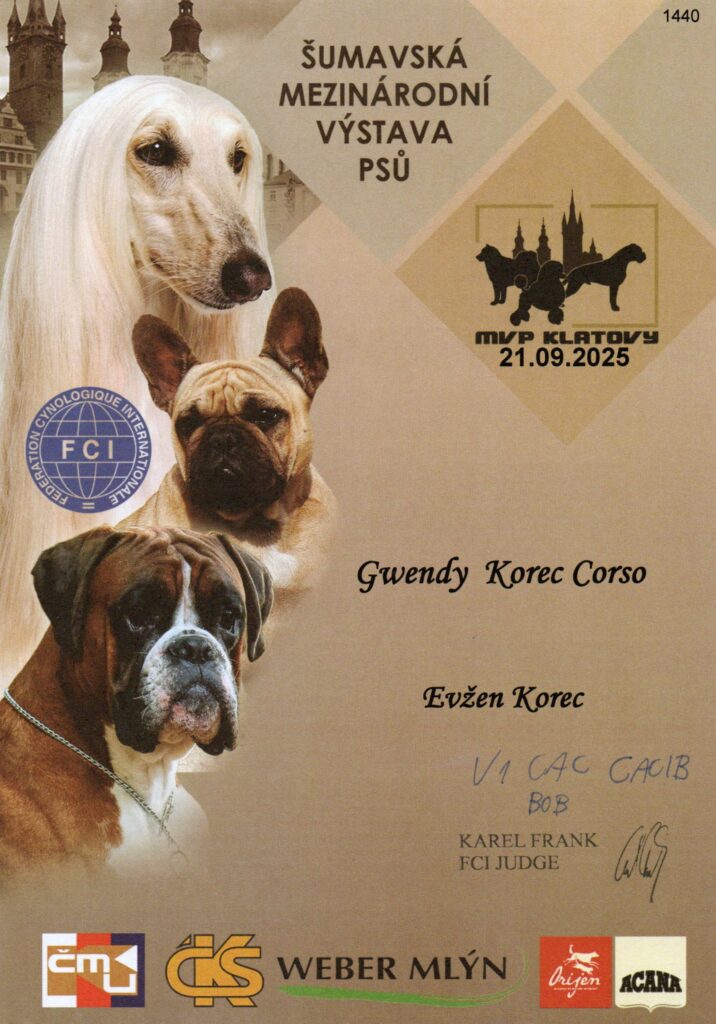 1440
ŠUMAVSKÁ
MEZINÁRODNÍ
VÝSTAVA
PSŮ
MVP KLATOVY
21.09.2025
FEDERATION CYNOLOGIQUE INTERNATIONALE
FCI
Gwendy Korec Corso
Evžen Korec
V1 CAC CACIB
BOB
KAREL FRANK
FCI JUDGE
čmku
ČKS
WEBER MLÝN
Orijen
ACANA